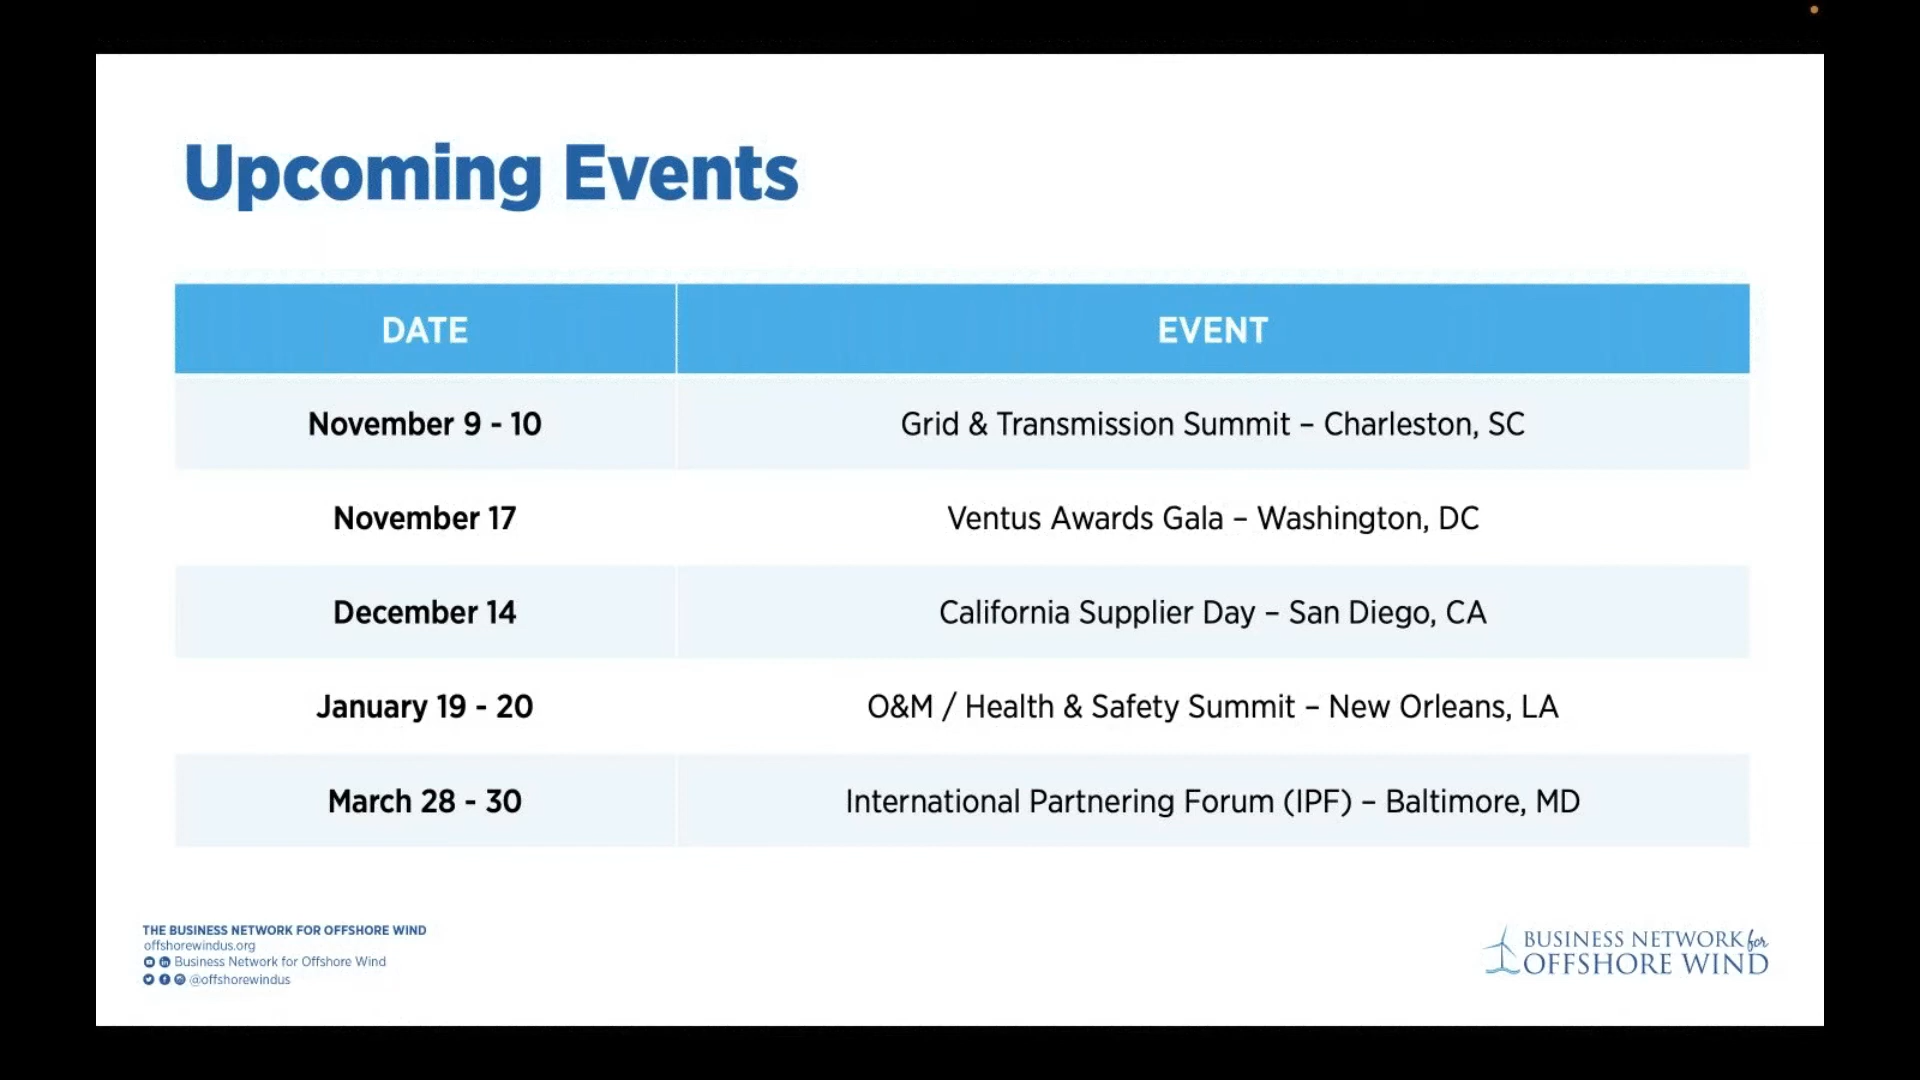 Upcoming Events
DATE EVENT
November 9 - 10 Grid & Transmission Summit – Charleston, SC
November 17 Ventus Awards Gala – Washington, DC
December 14 California Supplier Day – San Diego, CA
January 19 - 20 O&M / Health & Safety Summit – New Orleans, LA
March 28 - 30 International Partnering Forum (IPF) – Baltimore, MD
THE BUSINESS NETWORK FOR OFFSHORE WIND
offshorewindus.org
Business Network for Offshore Wind
@offshorewindus
BUSINESS NETWORK for
OFFSHORE WIND